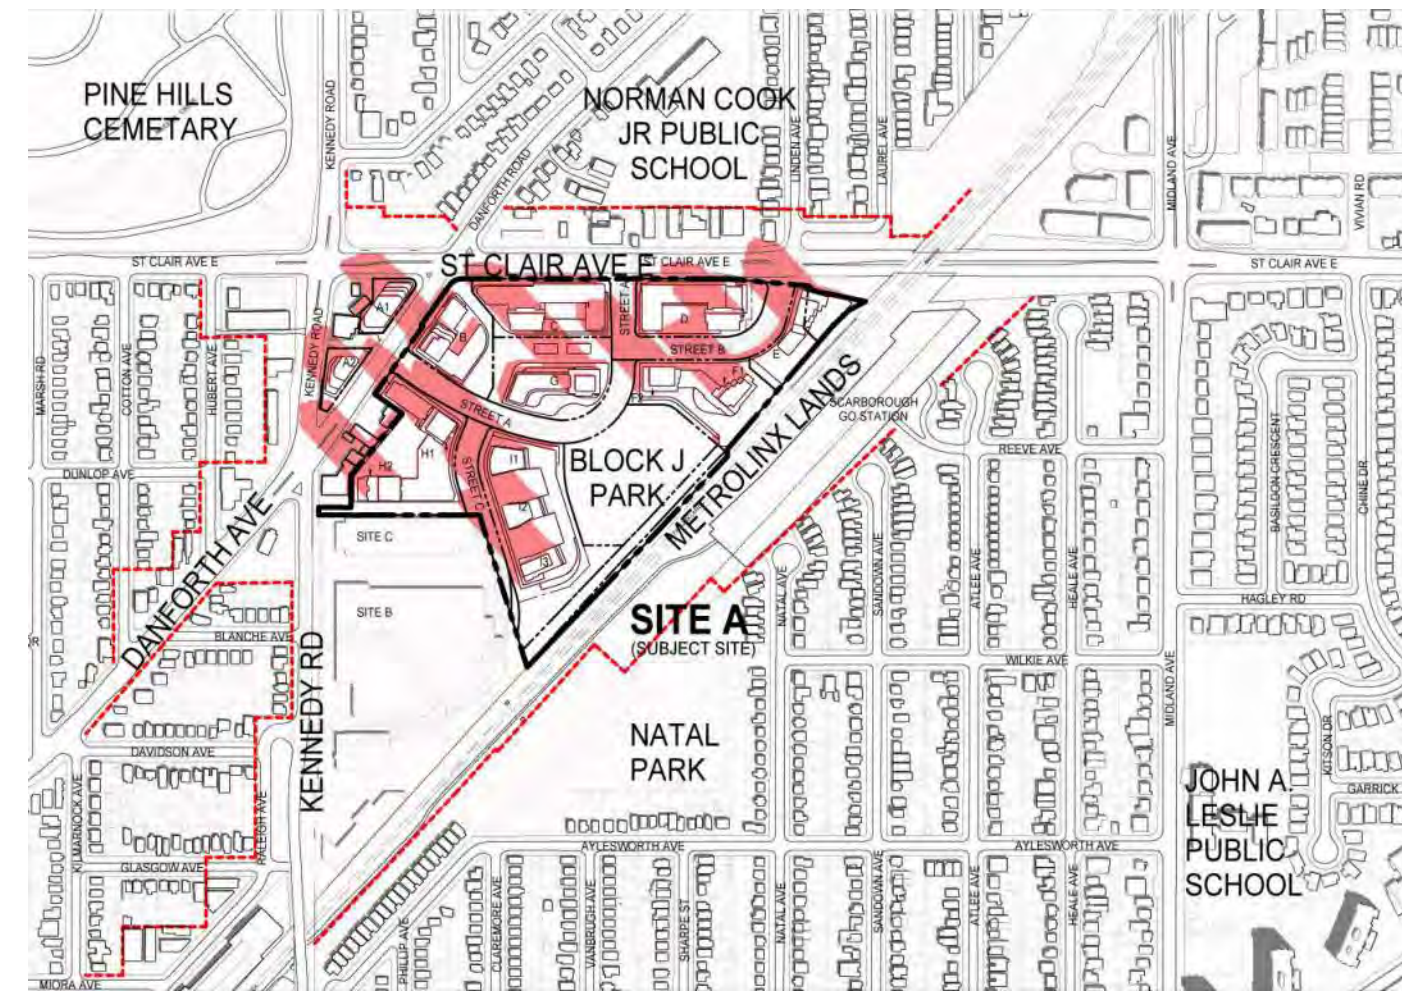 PINE HILLS
CEMETARY
KENNEDY ROAD
NORMAN COOK
JR PUBLIC
SCHOOL
DANFORTH ROAD
LINDEN AVE
LAUREL AVE
MIDLAND AVE
VIVIAN RD
ST CLAIR AVE E
ST CLAIR AVE E
ST CLAIR AVE E
ST CLAIR AVE E
MARSH RD
COTTON AVE
HUBERT AVE
KENNEDY ROAD
A1
A2
B
C
STREET A
D
STREET B
E
F1
F2
G
STREET A
H1
H2
STREET C
I1
I2
I3
BLOCK J
PARK
METROLINX LANDS
SCARBOROUGH
GO STATION
REEVE AVE
BASILDON CRESCENT
CHINE DR
DUNLOP AVE
DANFORTH AVE
SITE C
SITE B
SITE A
(SUBJECT SITE)
NATAL AVE
SANDOWN AVE
ATLEE AVE
HEALE AVE
HAGLEY RD
BLANCHE AVE
KENNEDY RD
WILKIE AVE
MIDLAND AVE
NATAL
PARK
DAVIDSON AVE
KITSON DR
GARRICK
JOHN A.
LESLIE
PUBLIC
SCHOOL
KILMARNOCK AVE
RALEIGH AVE
GLASGOW AVE
AYLESWORTH AVE
AYLESWORTH AVE
PHILLIP AVE
CLAREMORE AVE
VANBRUGH AVE
SHARPE ST
NATAL AVE
SANDOWN AVE
ATLEE AVE
HEALE AVE
MIORA AVE